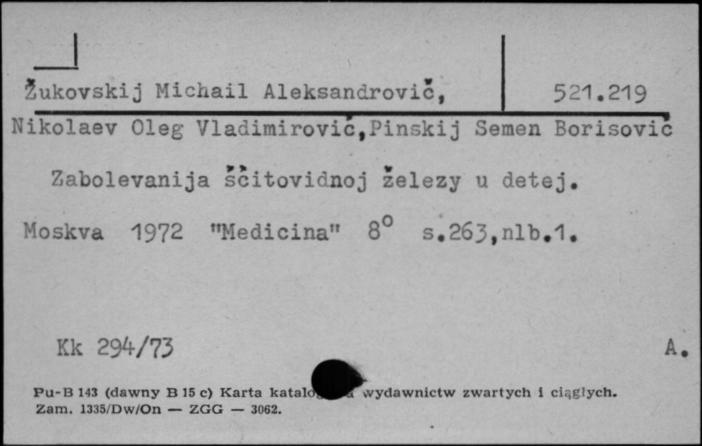 Žukovskij Michail Aleksandrovič, 521.219
Nikolaev Oleg Vladimirovič,Pinskij Semen Borisovič
Zabolevanija ščitovidnoj železy u detej.
Moskva 1972 "Medicina" 8° s.263,nlb.1.
Kk 294/73 A.
Pu-B 143 (dawny B 15 c) Karta wydawnictw zwartych i ciągłych.
Zam. 1335/Dw/On — ZGG — 3062.